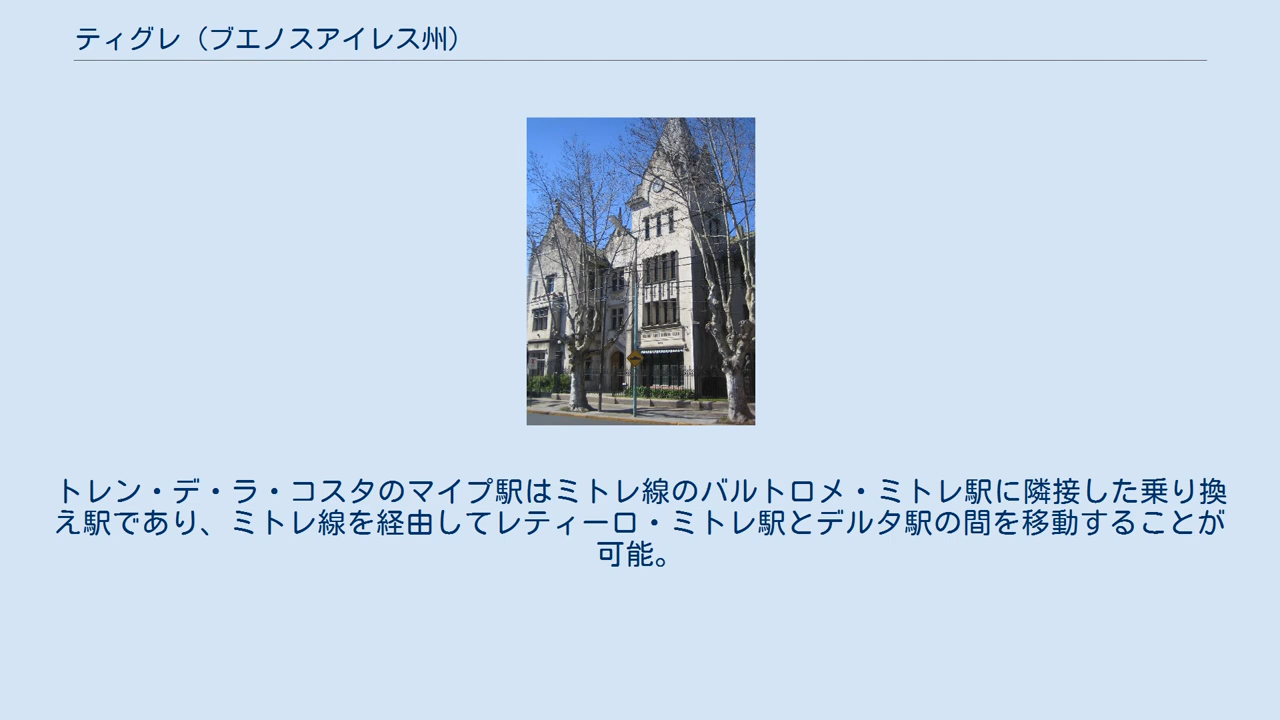 ティグレ（ブエノスアイレス州）
トレン・デ・ラ・コスタのマイプ駅はミトレ線のバルトロメ・ミトレ駅に隣接した乗り換
え駅であり、ミトレ線を経由してレティーロ・ミトレ駅とデルタ駅の間を移動することが
可能。